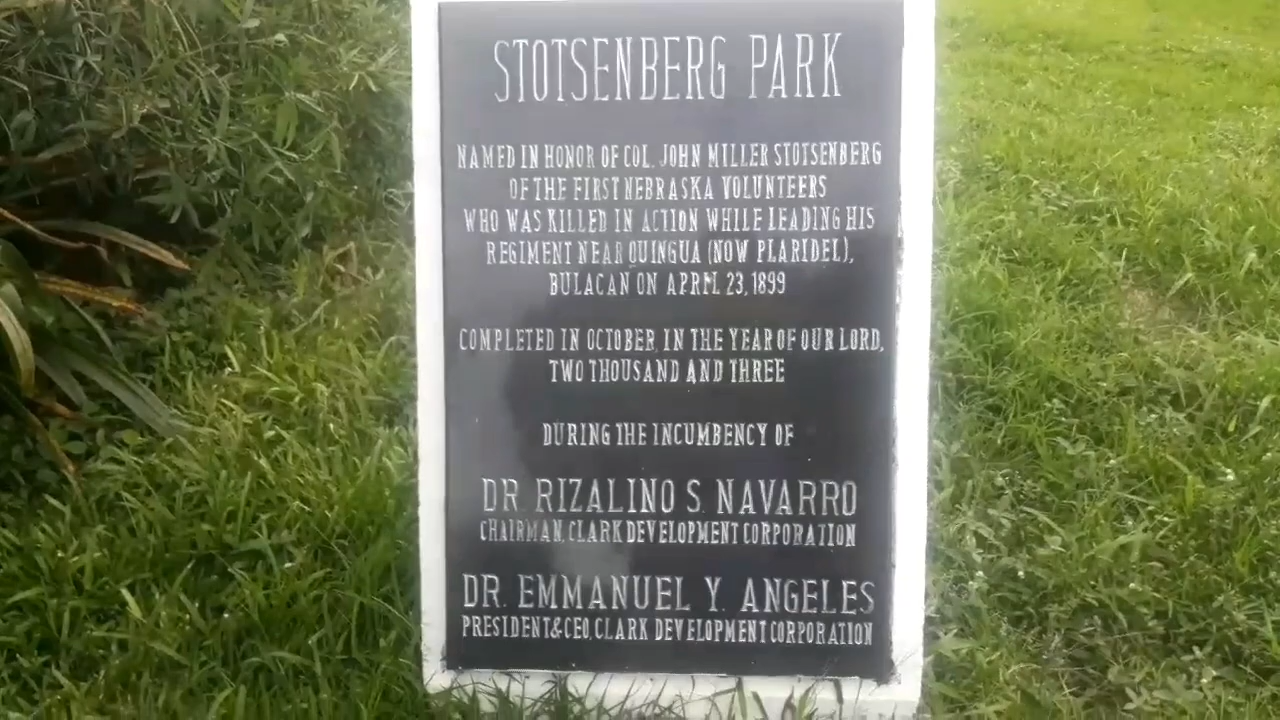 STOTSENBERG PARK
NAMED IN HONOR OF COL. JOHN MILLER STOTSENBERG
OF THE FIRST NEBRASKA VOLUNTEERS
WHO WAS KILLED IN ACTION WHILE LEADING HIS
REGIMENT NEAR QUINGUA (NOW PLARIDEL),
BULACAN ON APRIL 23, 1899
COMPLETED IN OCTOBER, IN THE YEAR OF OUR LORD,
TWO THOUSAND AND THREE
DURING THE INCUMBENCY OF
DR. RIZALINO S. NAVARRO
CHAIRMAN, CLARK DEVELOPMENT CORPORATION
DR. EMMANUEL Y. ANGELES
PRESIDENT & CEO, CLARK DEVELOPMENT CORPORATION